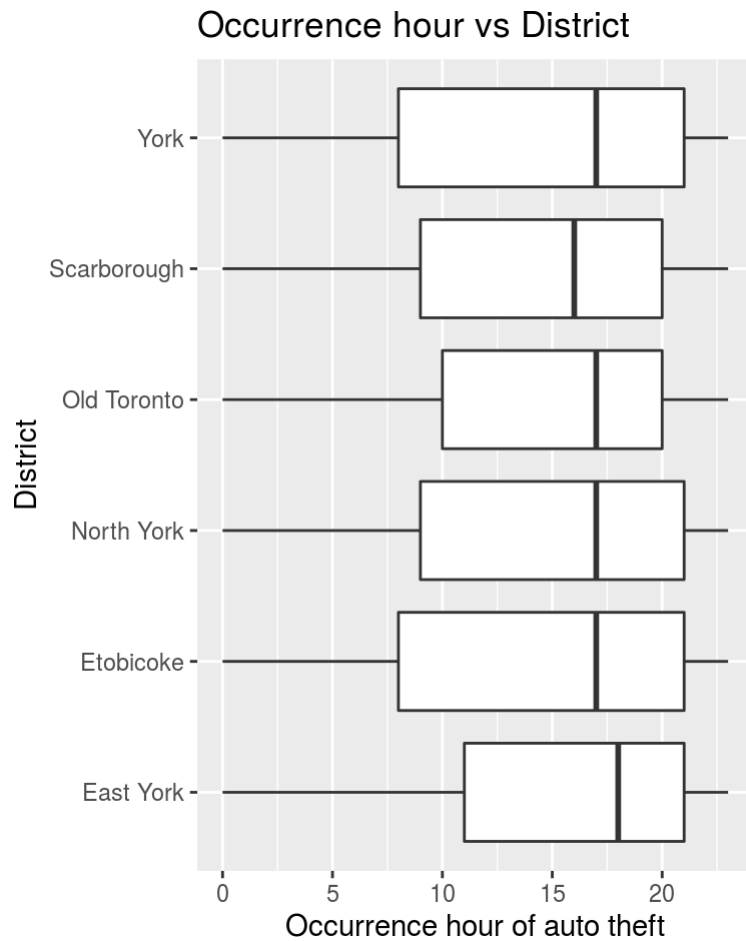 Occurrence hour vs District
York
Scarborough
Old Toronto
North York
Etobicoke
East York
District
0 5 10 15 20
Occurrence hour of auto theft